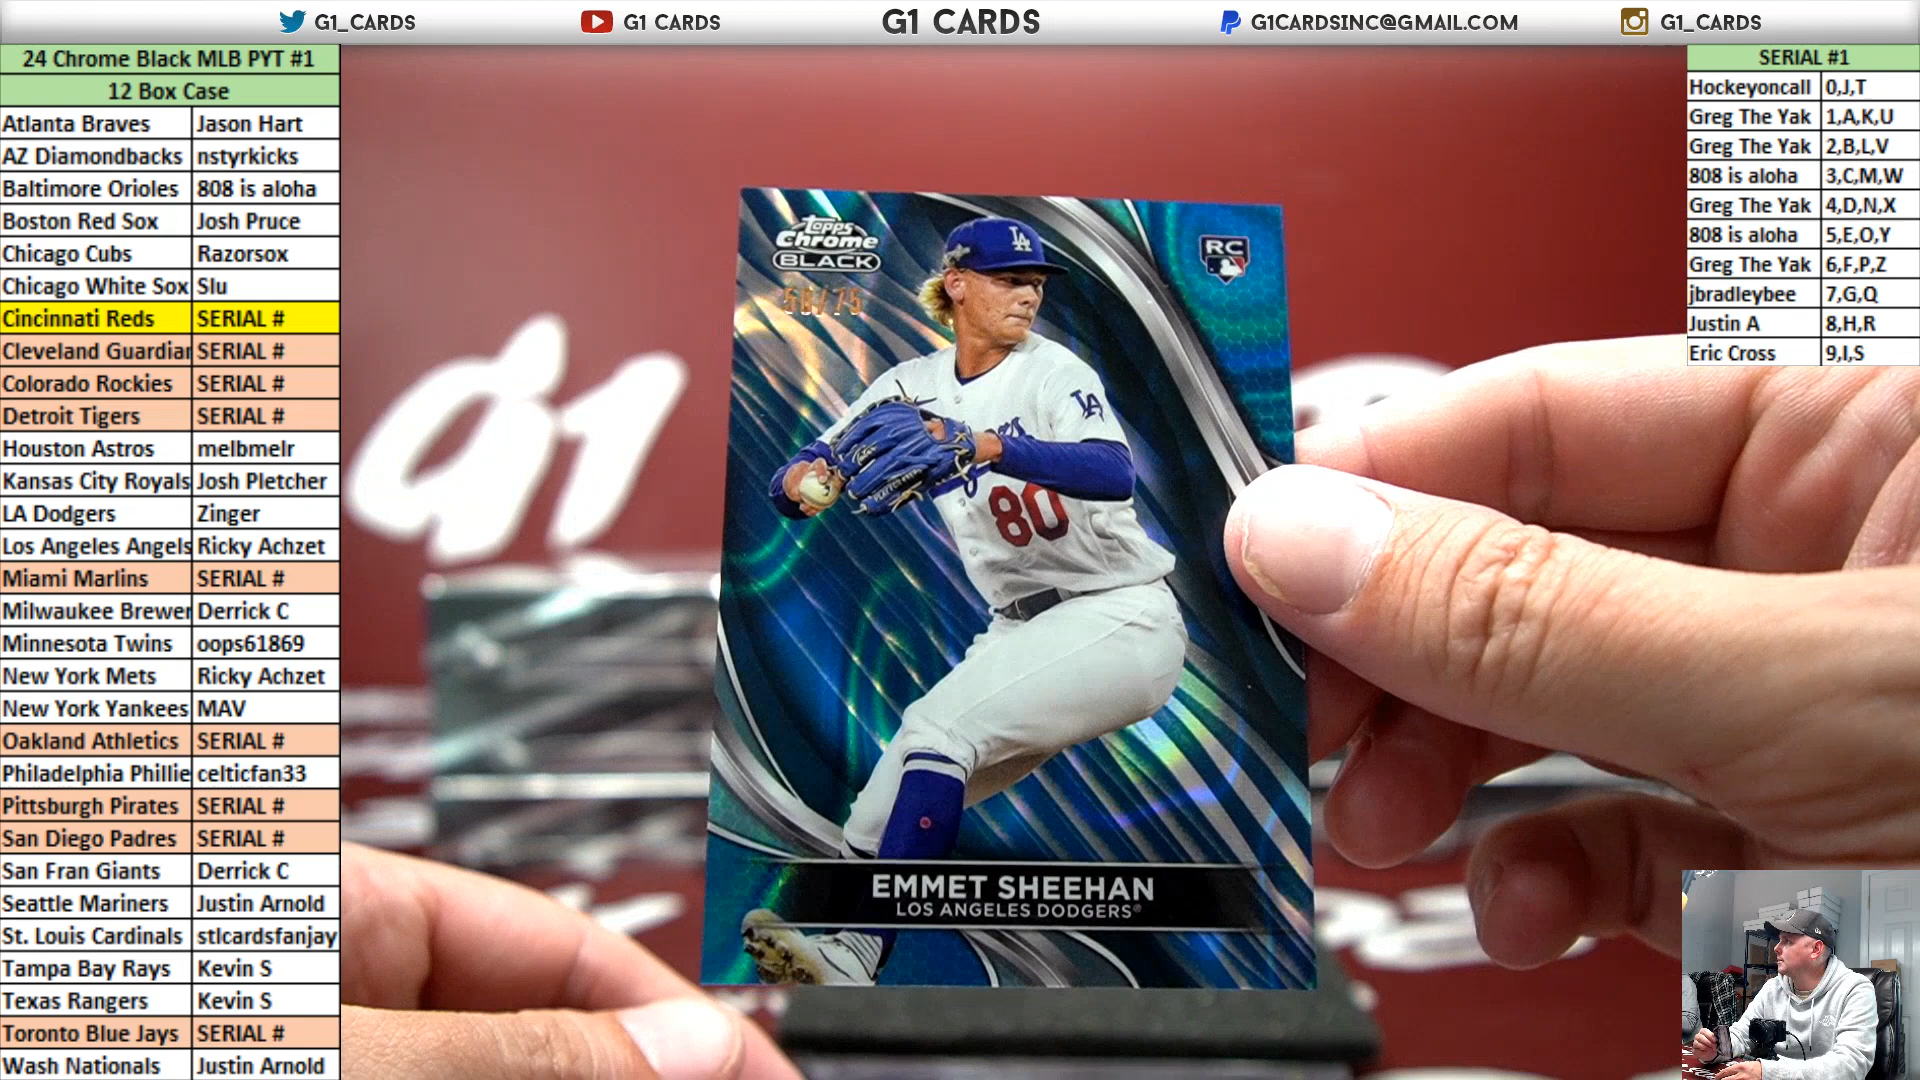 G1_CARDS
G1 CARDS
G1 CARDS
G1CARDSINC@GMAIL.COM
G1_CARDS
24 Chrome Black MLB PYT #1
12 Box Case
Atlanta Braves Jason Hart
AZ Diamondbacks nstyrkicks
Baltimore Orioles 808 is aloha
Boston Red Sox Josh Pruce
Chicago Cubs Razorsox
Chicago White Sox Slu
Cincinnati Reds SERIAL #
Cleveland Guardian SERIAL #
Colorado Rockies SERIAL #
Detroit Tigers SERIAL #
Houston Astros melbmelr
Kansas City Royals Josh Pletcher
LA Dodgers Zinger
Los Angeles Angels Ricky Achzet
Miami Marlins SERIAL #
Milwaukee Brewer Derrick C
Minnesota Twins oops61869
New York Mets Ricky Achzet
New York Yankees MAV
Oakland Athletics SERIAL #
Philadelphia Phillie celticfan33
Pittsburgh Pirates SERIAL #
San Diego Padres SERIAL #
San Fran Giants Derrick C
Seattle Mariners Justin Arnold
St. Louis Cardinals stlcardsfanjay
Tampa Bay Rays Kevin S
Texas Rangers Kevin S
Toronto Blue Jays SERIAL #
Wash Nationals Justin Arnold
SERIAL #1
Hockeyoncall 0,J,T
Greg The Yak 1,A,K,U
Greg The Yak 2,B,L,V
808 is aloha 3,C,M,W
Greg The Yak 4,D,N,X
808 is aloha 5,E,O,Y
Greg The Yak 6,F,P,Z
jbradleybee 7,G,Q
Justin A 8,H,R
Eric Cross 9,I,S
g1
Topps
Chrome
BLACK
RC
LA
LA
80
EMMET SHEEHAN
LOS ANGELES DODGERS®